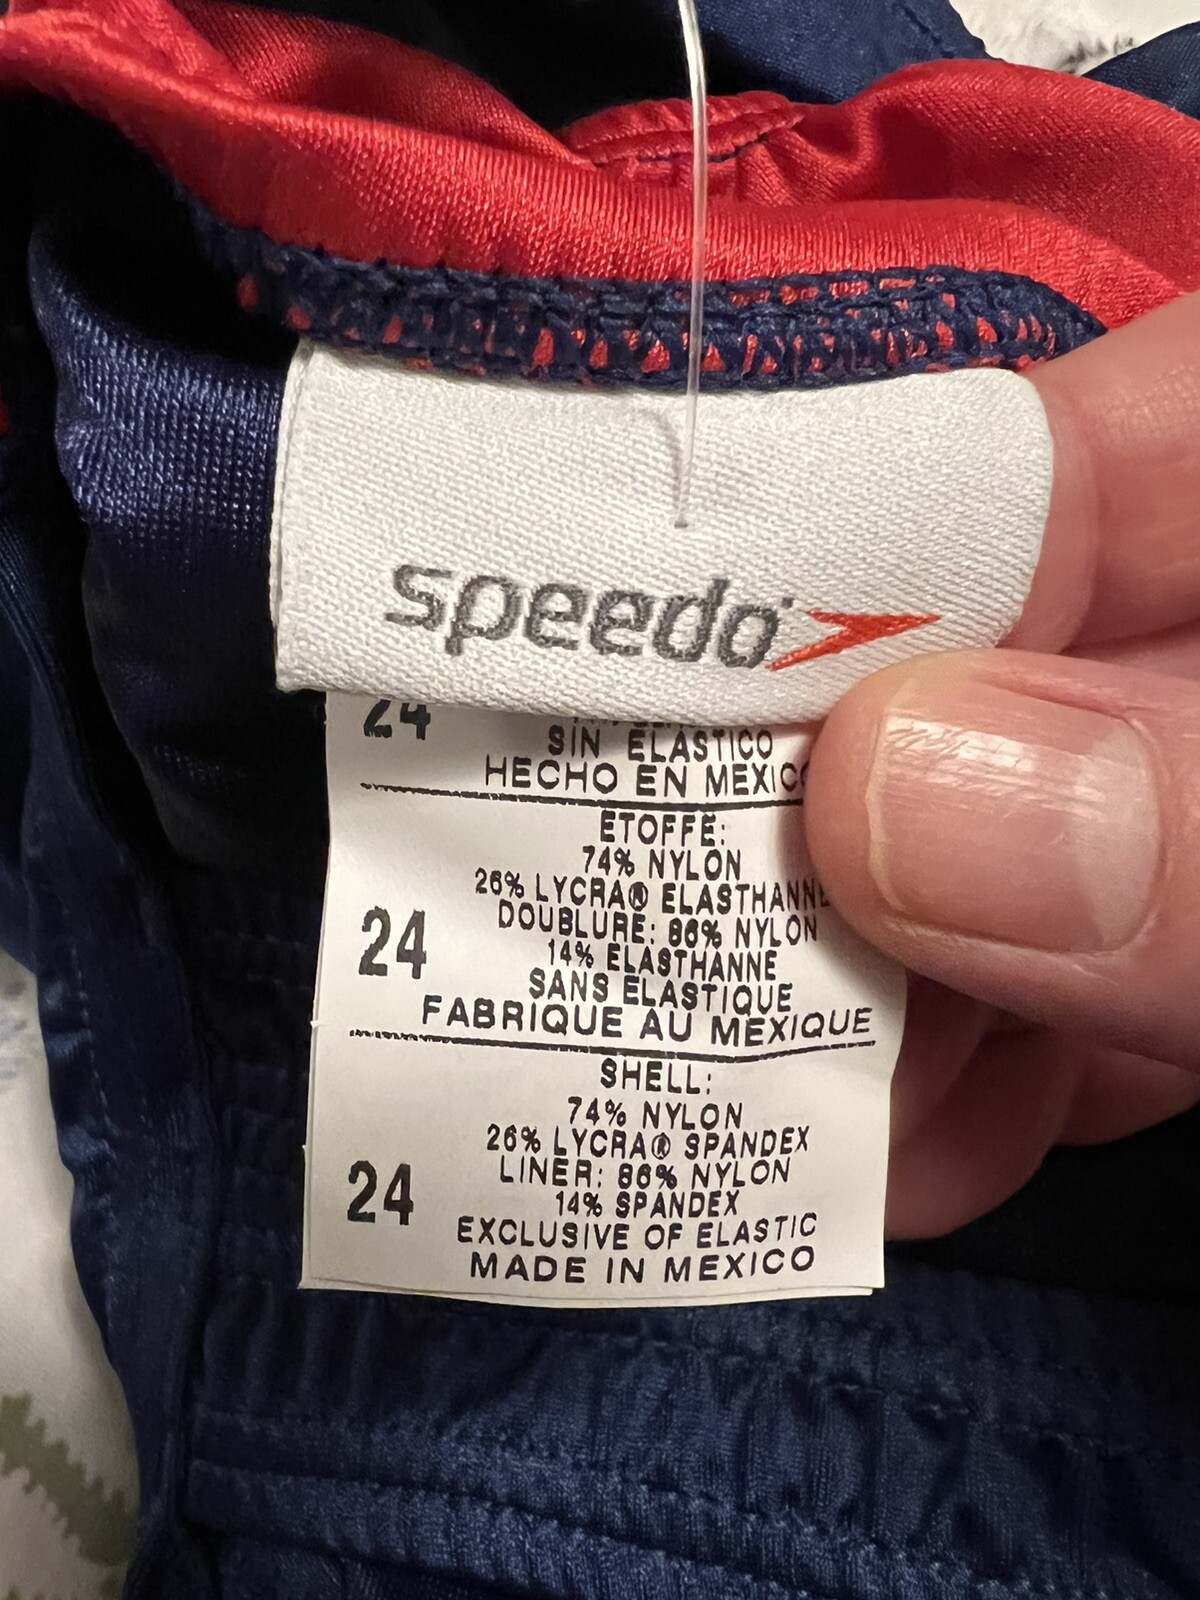 speedo
24
SIN ELASTICO
HECHO EN MEXICO
ETOFFE:
74% NYLON
26% LYCRA® ELASTHANNE
DOUBLURE: 86% NYLON
24
14% ELASTHANNE
SANS ELASTIQUE
FABRIQUE AU MEXIQUE
SHELL:
74% NYLON
26% LYCRA® SPANDEX
LINER: 86% NYLON
24
14% SPANDEX
EXCLUSIVE OF ELASTIC
MADE IN MEXICO